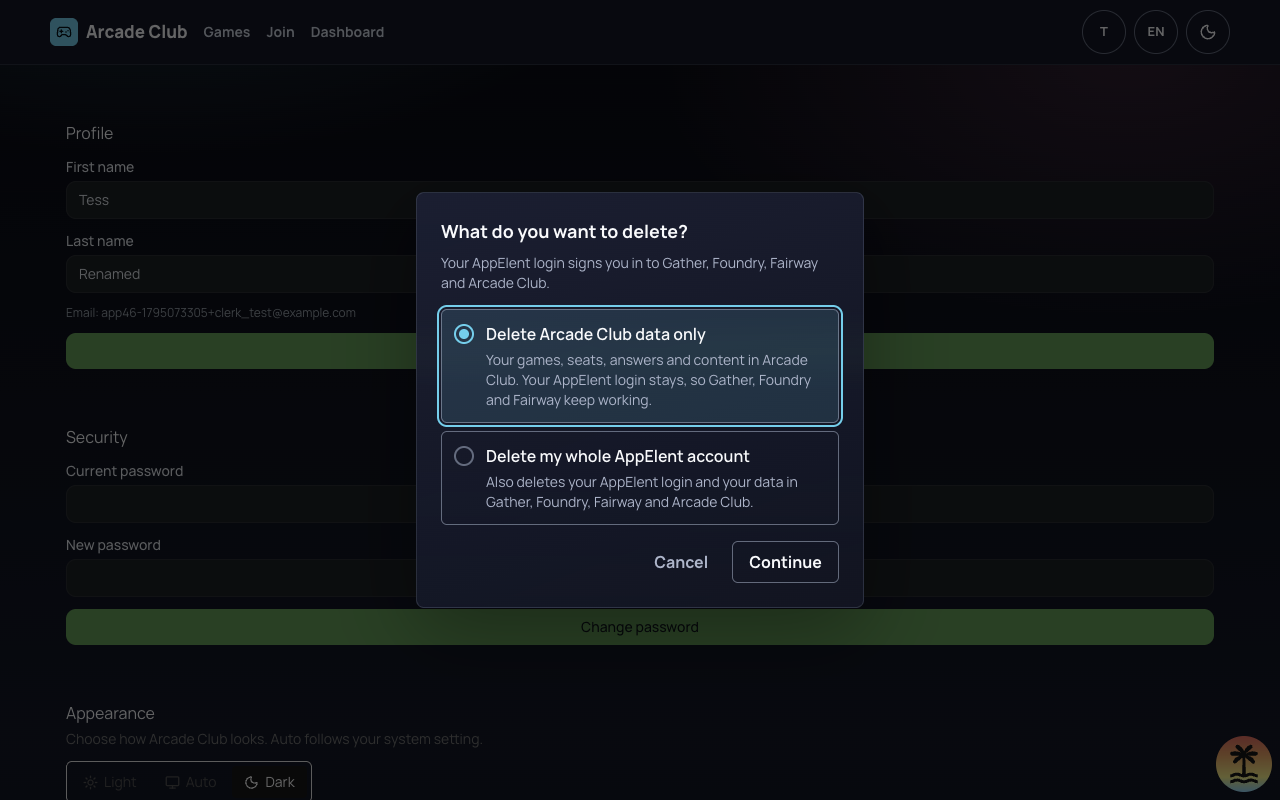 Arcade Club Games Join Dashboard T EN
Profile
First name
Tess
Last name
Renamed
Email: app46-1795073305+clerk_test@example.com
Security
Current password
New password
Change password
Appearance
Choose how Arcade Club looks. Auto follows your system setting.
Light Auto Dark
What do you want to delete?
Your AppElent login signs you in to Gather, Foundry, Fairway
and Arcade Club.
Delete Arcade Club data only
Your games, seats, answers and content in Arcade
Club. Your AppElent login stays, so Gather, Foundry
and Fairway keep working.
Delete my whole AppElent account
Also deletes your AppElent login and your data in
Gather, Foundry, Fairway and Arcade Club.
Cancel Continue